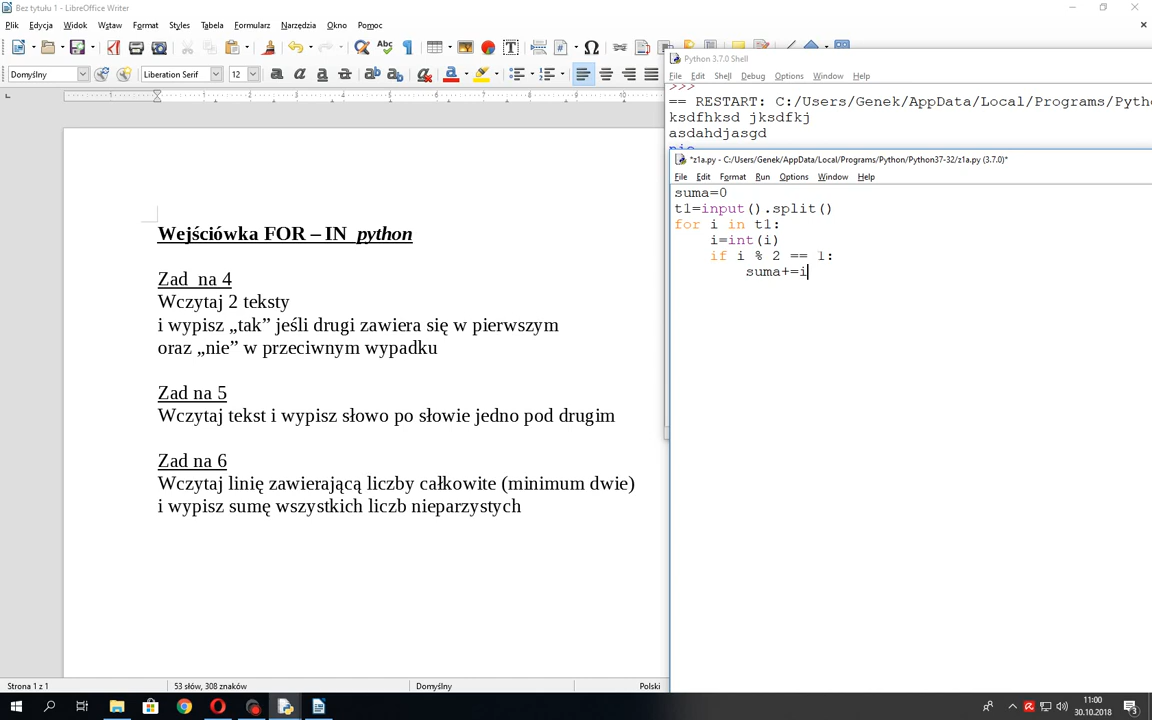 Bez tytułu 1 - LibreOffice Writer
Plik Edycja Widok Wstaw Format Style Tabela Formularz Narzędzia Okno Pomoc
Domyślny Liberation Serif 12
Wejściówka FOR – IN python
Zad na 4
Wczytaj 2 teksty
i wypisz „tak” jeśli drugi zawiera się w pierwszym
oraz „nie” w przeciwnym wypadku
Zad na 5
Wczytaj tekst i wypisz słowo po słowie jedno pod drugim
Zad na 6
Wczytaj linię zawierającą liczby całkowite (minimum dwie)
i wypisz sumę wszystkich liczb nieparzystych
Python 3.7.0 Shell
File Edit Shell Debug Options Window Help
>>>
== RESTART: C:/Users/Genek/AppData/Local/Programs/Pyth
ksdfhksd jksdfkj
asdahdjasgd
nie
*z1a.py - C:/Users/Genek/AppData/Local/Programs/Python/Python37-32/z1a.py (3.7.0)*
File Edit Format Run Options Window Help
suma=0
t1=input().split()
for i in t1:
    i=int(i)
    if i % 2 == 1:
        suma+=i
Strona 1 z 1 53 słów, 308 znaków Domyślny Polski
11:00
30.10.2018
3